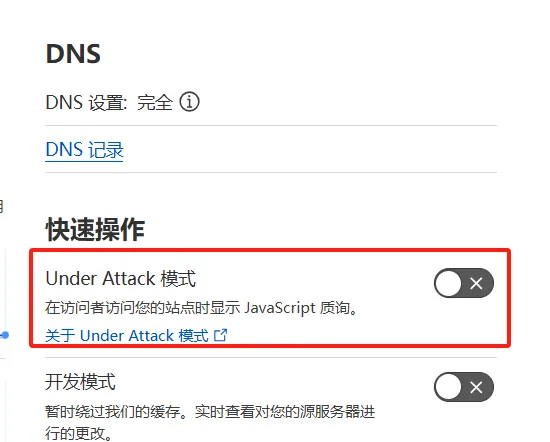 DNS
DNS 设置: 完全
DNS 记录
快速操作
Under Attack 模式
在访问者访问您的站点时显示 JavaScript 质询。
关于 Under Attack 模式
开发模式
暂时绕过我们的缓存。实时查看对您的源服务器进
行的更改。